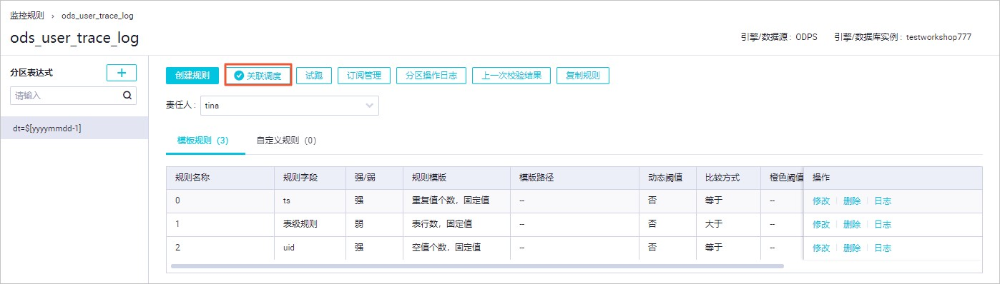 监控规则 › ods_user_trace_log
ods_user_trace_log
引擎/数据源 : ODPS 引擎/数据库实例 : testworkshop777
分区表达式 +
请输入
dt=$[yyyymmdd-1]
创建规则 关联调度 试跑 订阅管理 分区操作日志 上一次校验结果 复制规则
责任人 : tina
模板规则 (3) 自定义规则 (0)
规则名称 规则字段 强/弱 规则模版 模版路径 动态阈值 比较方式 橙色阈值 操作
0 ts 强 重复值个数，固定值 -- 否 等于 -- 修改 删除 日志
1 表级规则 弱 表行数，固定值 -- 否 大于 -- 修改 删除 日志
2 uid 强 空值个数，固定值 -- 否 等于 -- 修改 删除 日志